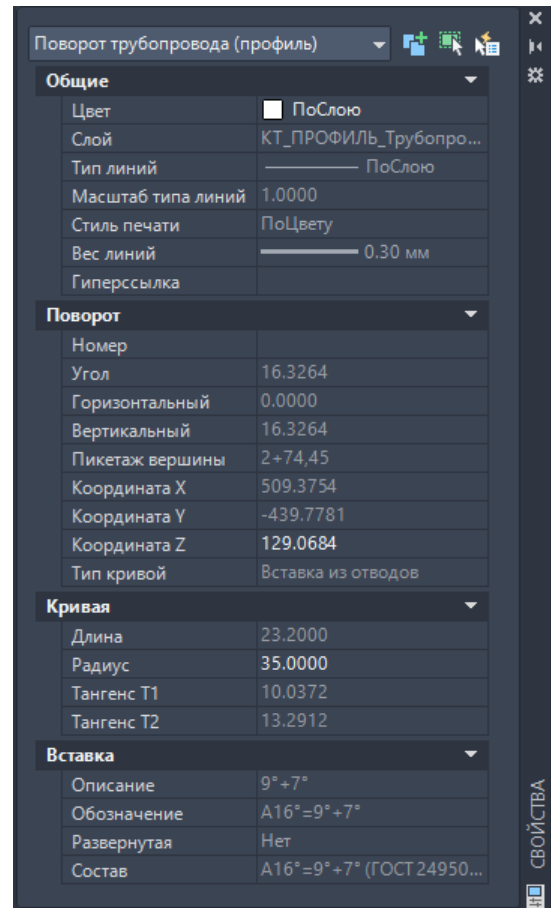 Поворот трубопровода (профиль)
Общие
Цвет ПоСлою
Слой КТ_ПРОФИЛЬ_Трубопро...
Тип линий ПоСлою
Масштаб типа линий 1.0000
Стиль печати ПоЦвету
Вес линий 0.30 мм
Гиперссылка
Поворот
Номер
Угол 16.3264
Горизонтальный 0.0000
Вертикальный 16.3264
Пикетаж вершины 2+74,45
Координата X 509.3754
Координата Y -439.7781
Координата Z 129.0684
Тип кривой Вставка из отводов
Кривая
Длина 23.2000
Радиус 35.0000
Тангенс T1 10.0372
Тангенс T2 13.2912
Вставка
Описание 9°+7°
Обозначение А16°=9°+7°
Развернутая Нет
Состав А16°=9°+7° (ГОСТ 24950...
СВОЙСТВА